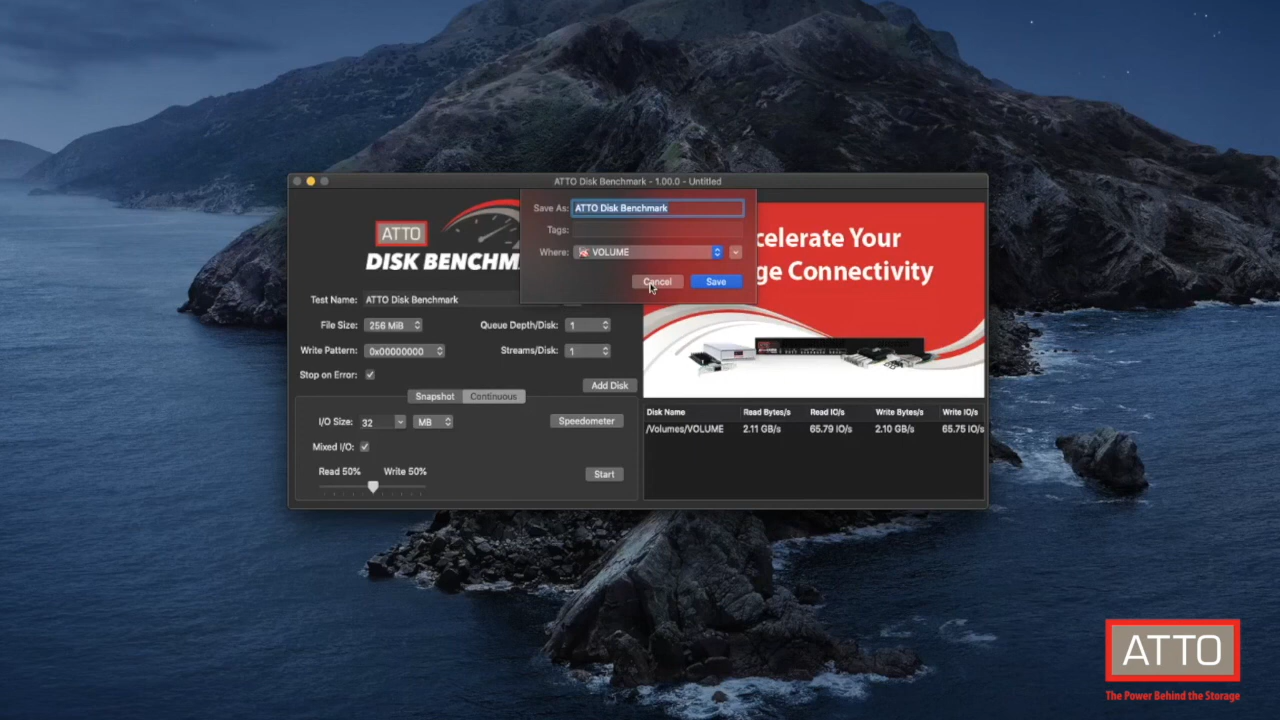 ATTO Disk Benchmark - 1.00.0 - Untitled
Save As: ATTO Disk Benchmark
Tags:
Where: VOLUME
Cancel Save
ATTO
DISK BENCHM
celerate Your
ge Connectivity
Test Name: ATTO Disk Benchmark
File Size: 256 MiB Queue Depth/Disk: 1
Write Pattern: 0x00000000 Streams/Disk: 1
Stop on Error:
Add Disk
Snapshot Continuous
I/O Size: 32 MB Speedometer
Mixed I/O:
Read 50% Write 50%
Start
Disk Name Read Bytes/s Read IO/s Write Bytes/s Write IO/s
/Volumes/VOLUME 2.11 GB/s 65.79 IO/s 2.10 GB/s 65.75 IO/s
ATTO
The Power Behind the Storage